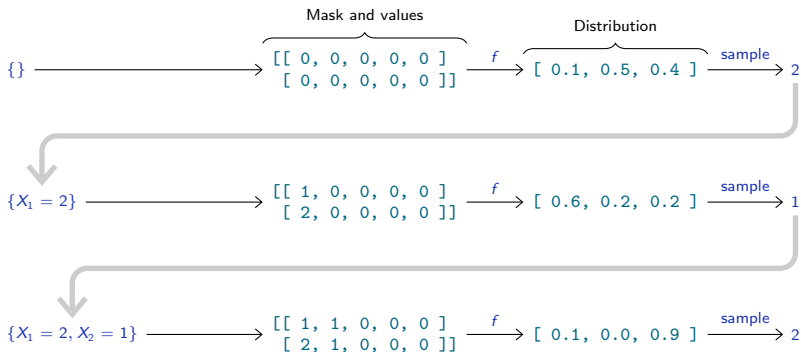 Mask and values
Distribution
{} [[ 0, 0, 0, 0, 0 ] f [ 0.1, 0.5, 0.4 ] sample 2
[ 0, 0, 0, 0, 0 ]]
{X₁ = 2} [[ 1, 0, 0, 0, 0 ] f [ 0.6, 0.2, 0.2 ] sample 1
[ 2, 0, 0, 0, 0 ]]
{X₁ = 2, X₂ = 1} [[ 1, 1, 0, 0, 0 ] f [ 0.1, 0.0, 0.9 ] sample 2
[ 2, 1, 0, 0, 0 ]]